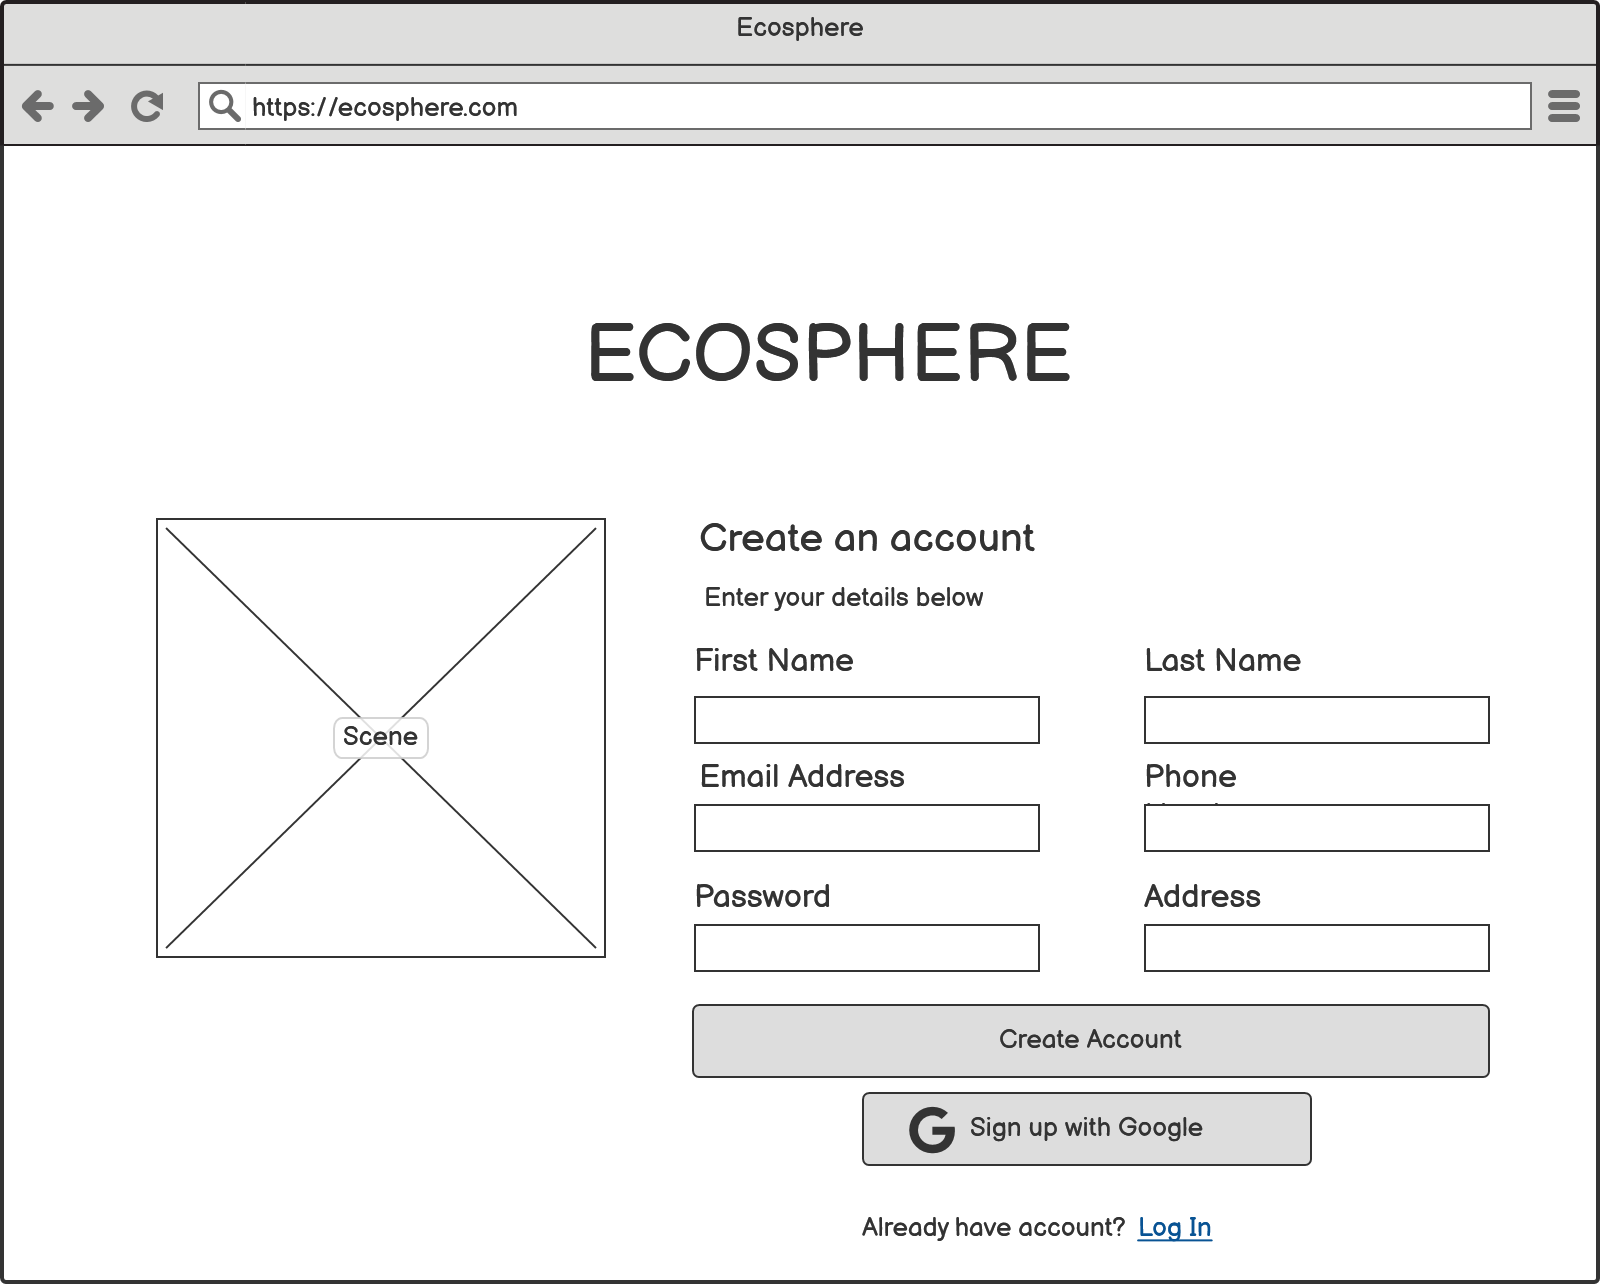 Ecosphere
https://ecosphere.com
ECOSPHERE
Scene
Create an account
Enter your details below
First Name
Last Name
Email Address
Phone
Password
Address
Create Account
Sign up with Google
Already have account? Log In